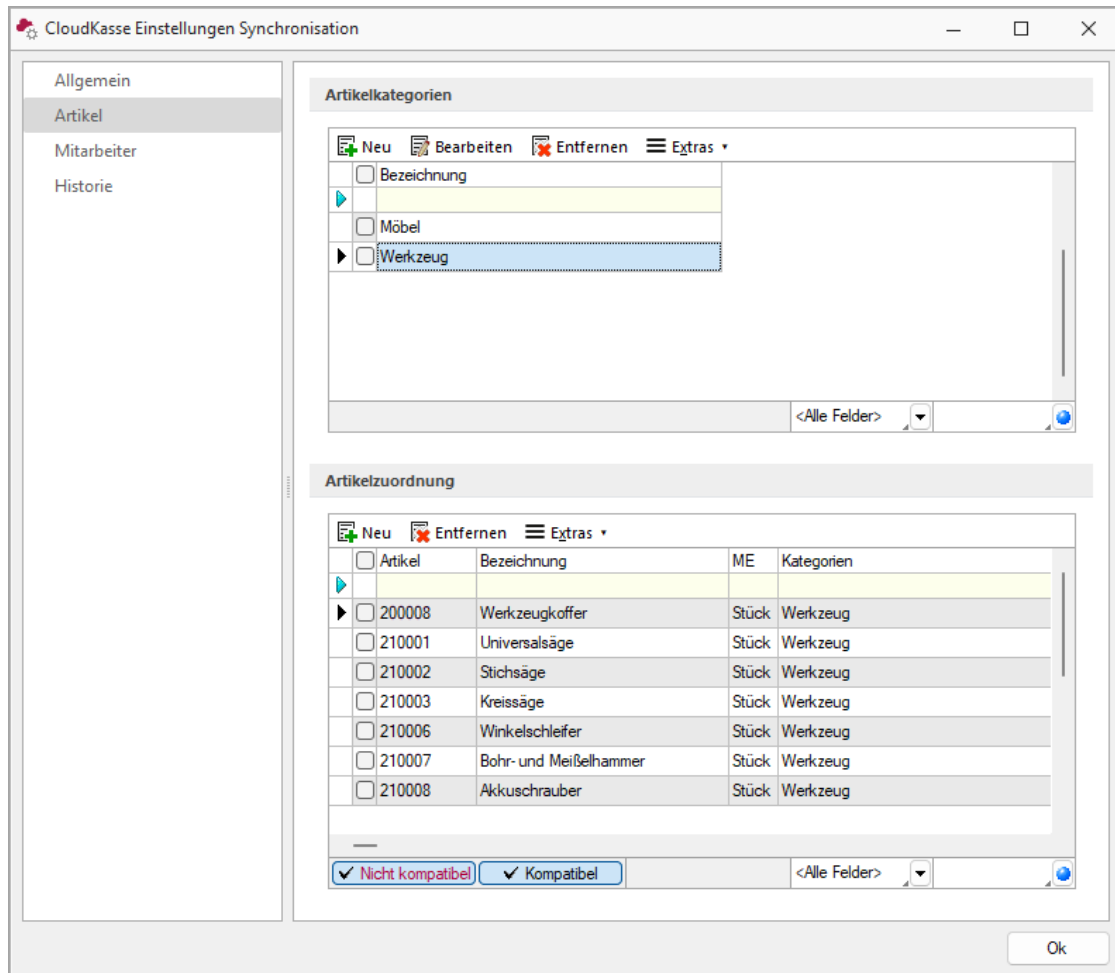 CloudKasse Einstellungen Synchronisation
Allgemein
Artikel
Mitarbeiter
Historie
Artikelkategorien
Neu Bearbeiten Entfernen Extras
Bezeichnung
Möbel
Werkzeug
<Alle Felder>
Artikelzuordnung
Neu Entfernen Extras
Artikel Bezeichnung ME Kategorien
200008 Werkzeugkoffer Stück Werkzeug
210001 Universalsäge Stück Werkzeug
210002 Stichsäge Stück Werkzeug
210003 Kreissäge Stück Werkzeug
210006 Winkelschleifer Stück Werkzeug
210007 Bohr- und Meißelhammer Stück Werkzeug
210008 Akkuschrauber Stück Werkzeug
Nicht kompatibel Kompatibel <Alle Felder>
Ok